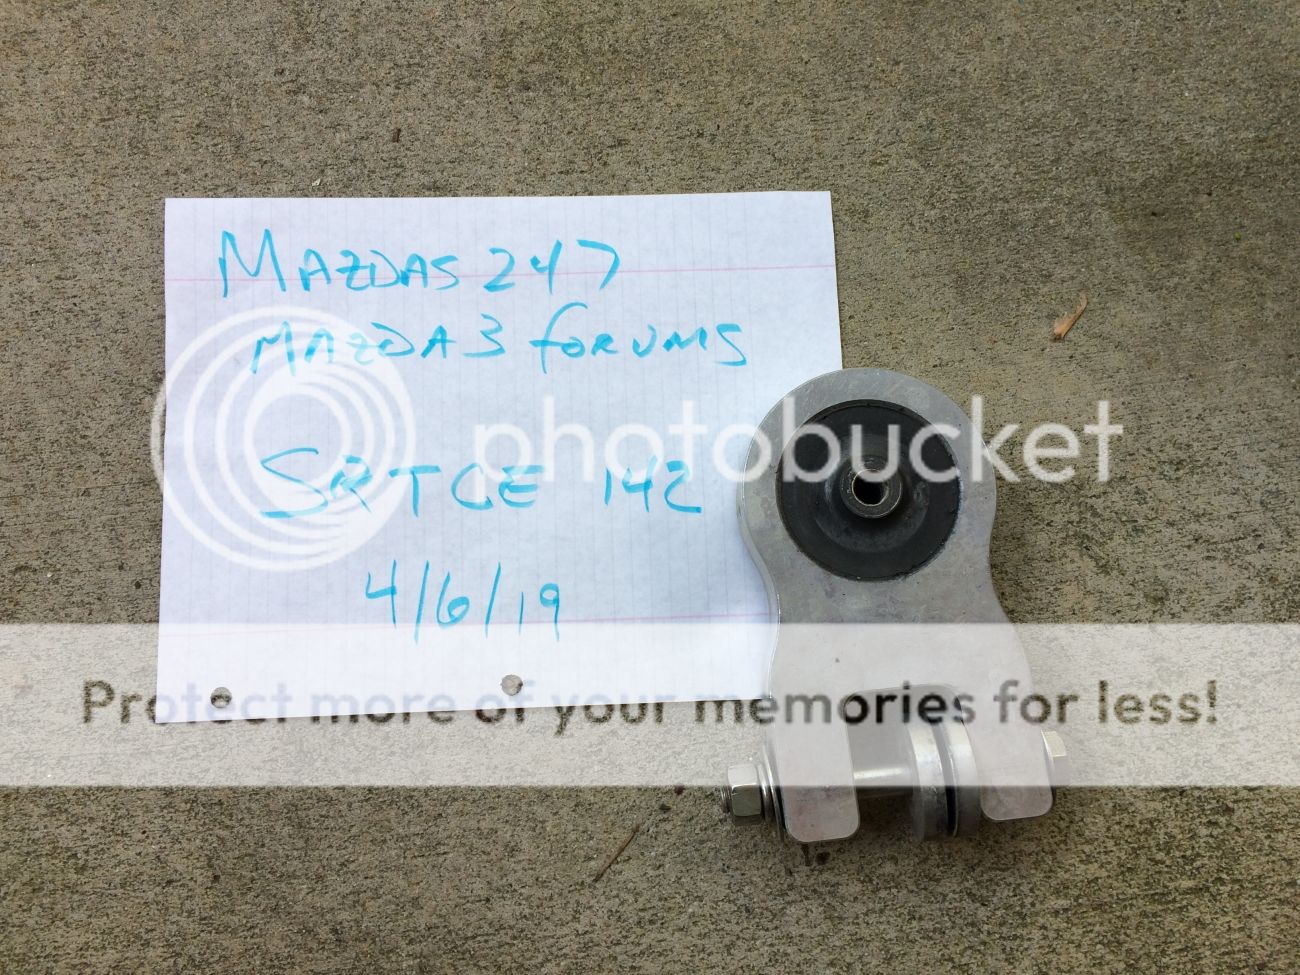 MAZDAS 247
MAZDA3 forums
photobucket
SRTCE 142
4/6/19
Protect more of your memories for less!